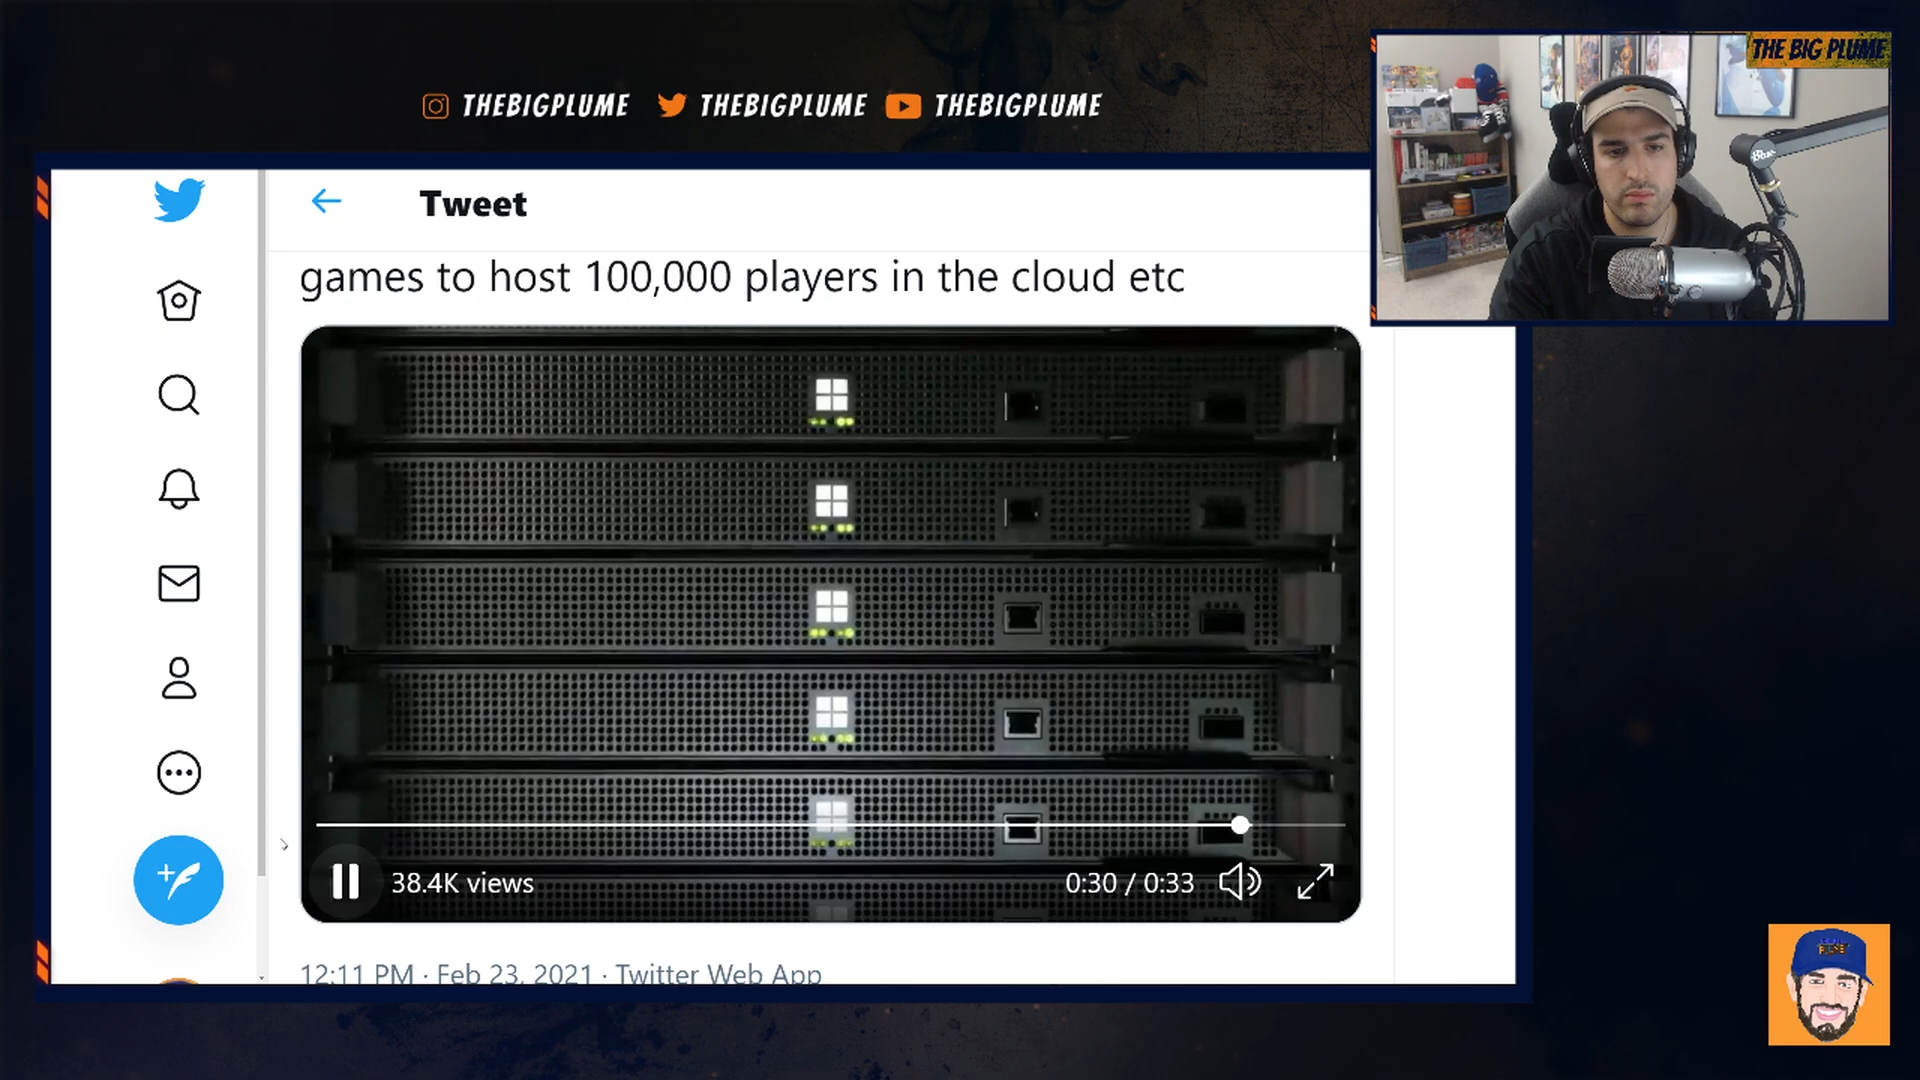 THE BIG PLUME
THEBIGPLUME THEBIGPLUME THEBIGPLUME
Tweet
games to host 100,000 players in the cloud etc
38.4K views
0:30 / 0:33
12:11 PM · Feb 23, 2021 · Twitter Web App